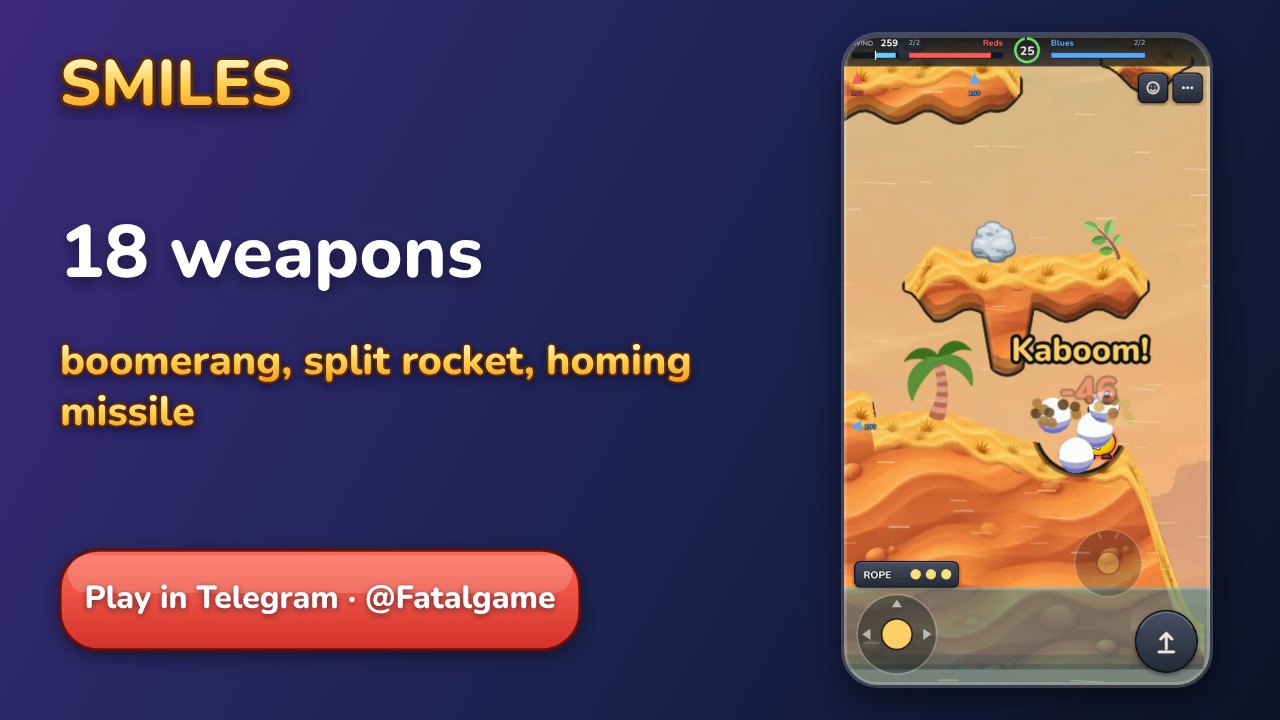 SMILES
18 weapons
boomerang, split rocket, homing
missile
Play in Telegram · @Fatalgame
WIND 259 2/2 Reds 25 Blues 2/2
Kaboom!
-46
ROPE